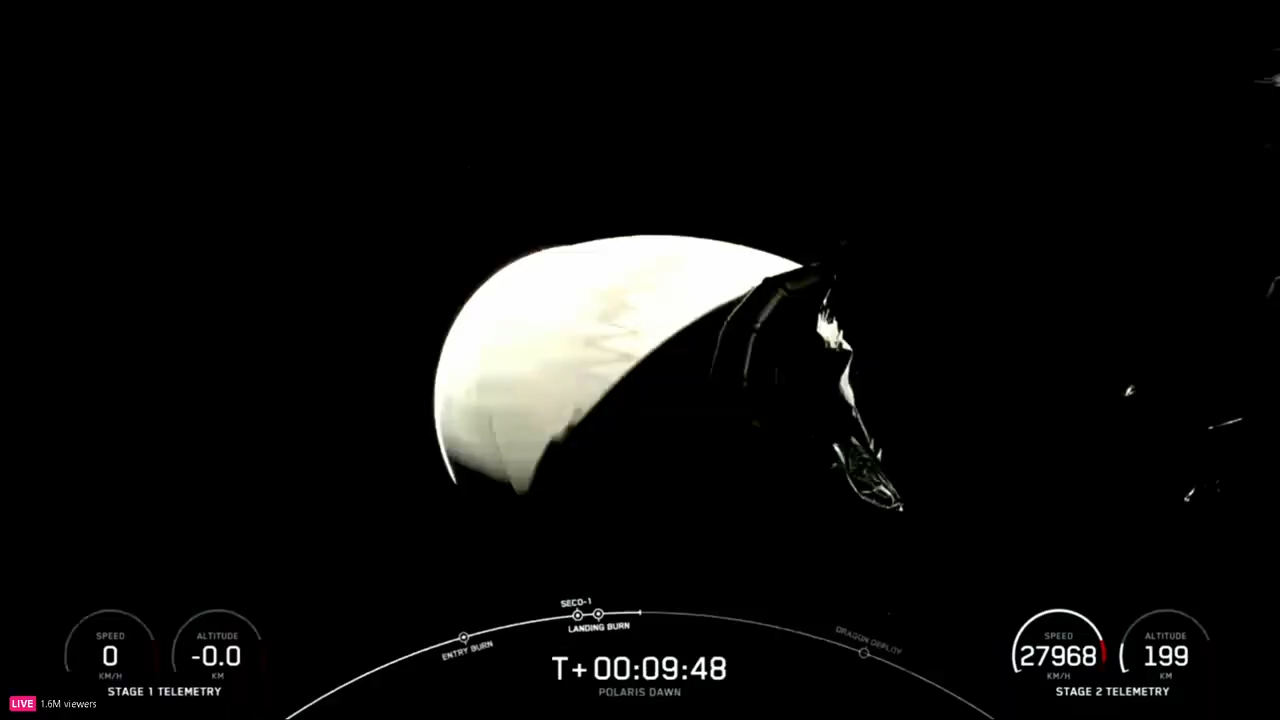 SECO-1
LANDING BURN
ENTRY BURN
DRAGON DEPLOY
SPEED
0
KM/H
ALTITUDE
-0.0
KM
STAGE 1 TELEMETRY
T+00:09:48
POLARIS DAWN
SPEED
27968
KM/H
ALTITUDE
199
KM
STAGE 2 TELEMETRY
LIVE 1.6M viewers